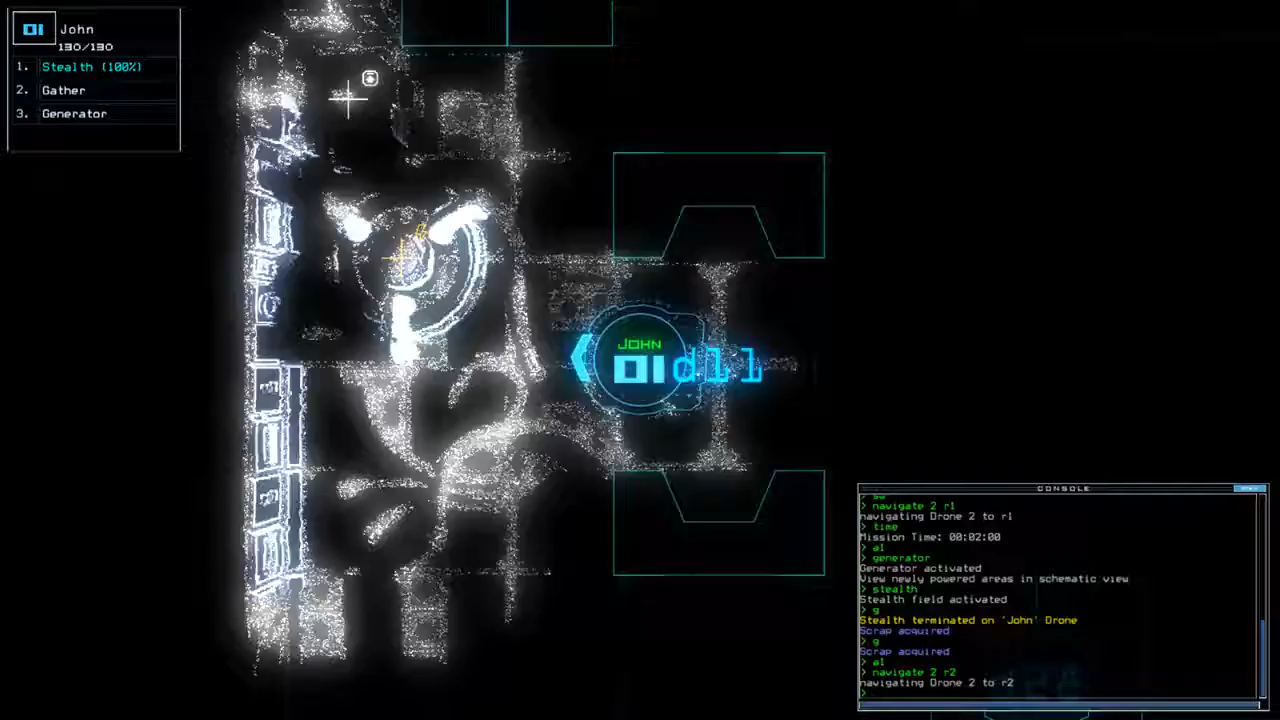 01 John
130/130
1. Stealth (100%)
2. Gather
3. Generator
JOHN
01 dll
CONSOLE
> navigate 2 r1
navigating Drone 2 to r1
> time
Mission Time: 00:02:00
> a1
> generator
Generator activated
View newly powered areas in schematic view
> stealth
Stealth field activated
> g
Stealth terminated on 'John' Drone
Scrap acquired
> g
Scrap acquired
> a1
> navigate 2 r2
navigating Drone 2 to r2
>